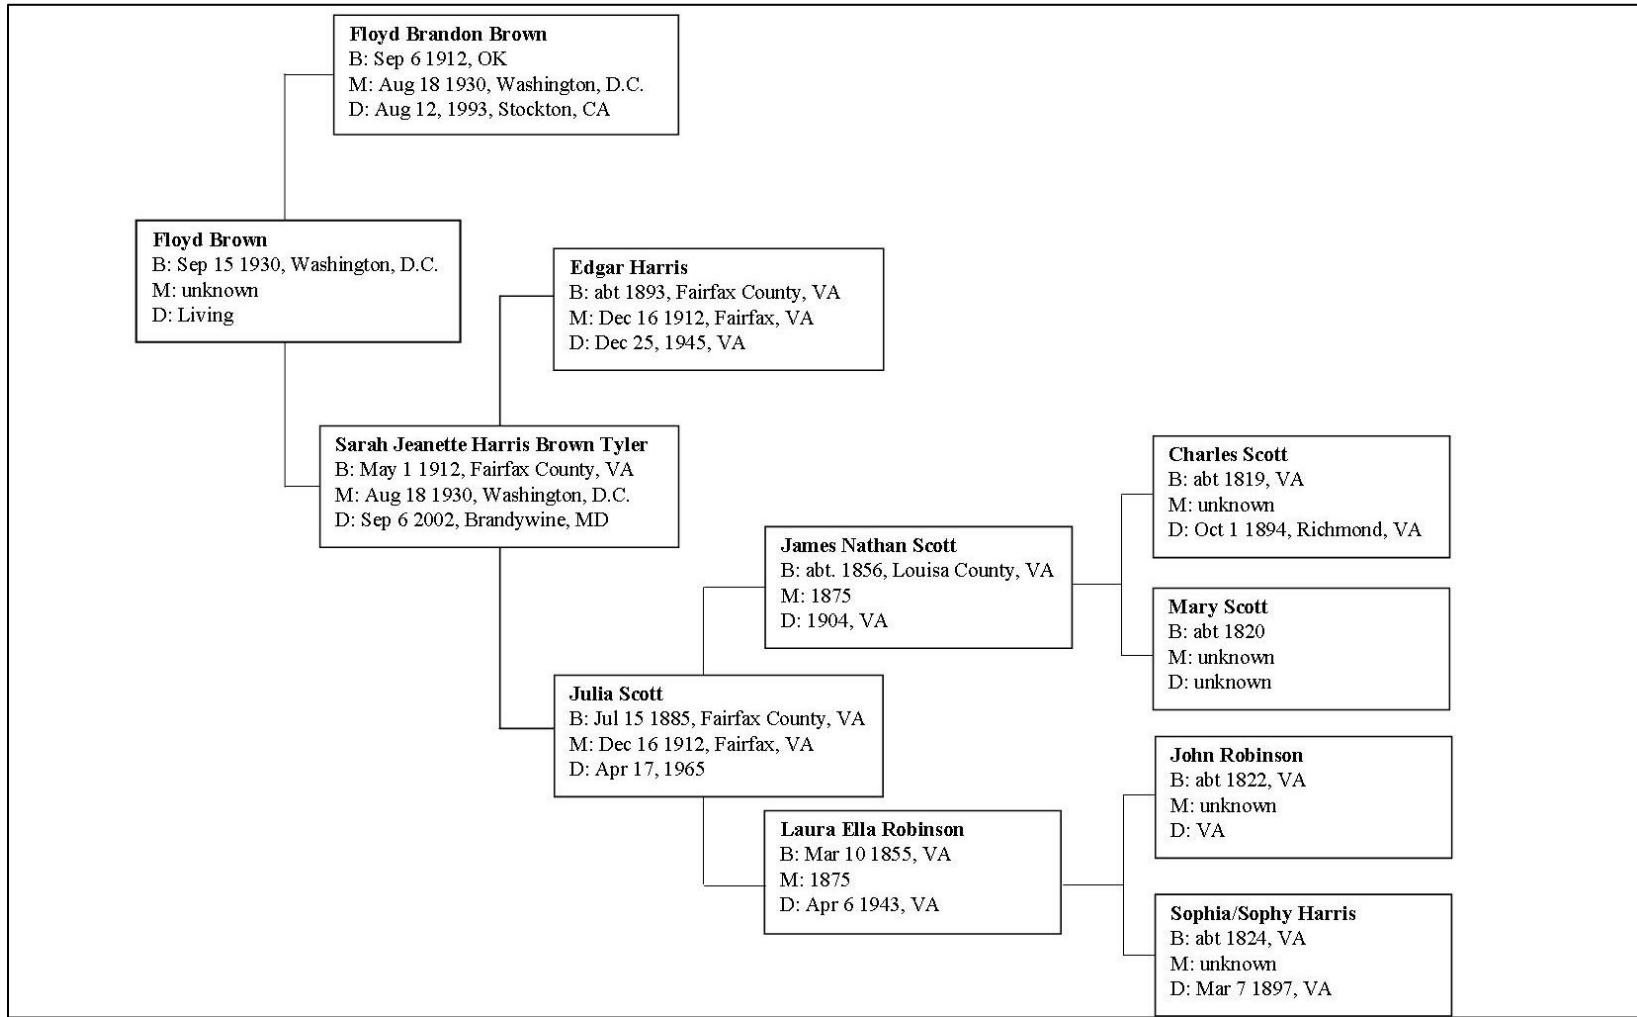 Floyd Brandon Brown
B: Sep 6 1912, OK
M: Aug 18 1930, Washington, D.C.
D: Aug 12, 1993, Stockton, CA
Floyd Brown
B: Sep 15 1930, Washington, D.C.
M: unknown
D: Living
Edgar Harris
B: abt 1893, Fairfax County, VA
M: Dec 16 1912, Fairfax, VA
D: Dec 25, 1945, VA
Sarah Jeanette Harris Brown Tyler
B: May 1 1912, Fairfax County, VA
M: Aug 18 1930, Washington, D.C.
D: Sep 6 2002, Brandywine, MD
Charles Scott
B: abt 1819, VA
M: unknown
D: Oct 1 1894, Richmond, VA
James Nathan Scott
B: abt. 1856, Louisa County, VA
M: 1875
D: 1904, VA
Mary Scott
B: abt 1820
M: unknown
D: unknown
Julia Scott
B: Jul 15 1885, Fairfax County, VA
M: Dec 16 1912, Fairfax, VA
D: Apr 17, 1965
John Robinson
B: abt 1822, VA
M: unknown
D: VA
Laura Ella Robinson
B: Mar 10 1855, VA
M: 1875
D: Apr 6 1943, VA
Sophia/Sophy Harris
B: abt 1824, VA
M: unknown
D: Mar 7 1897, VA